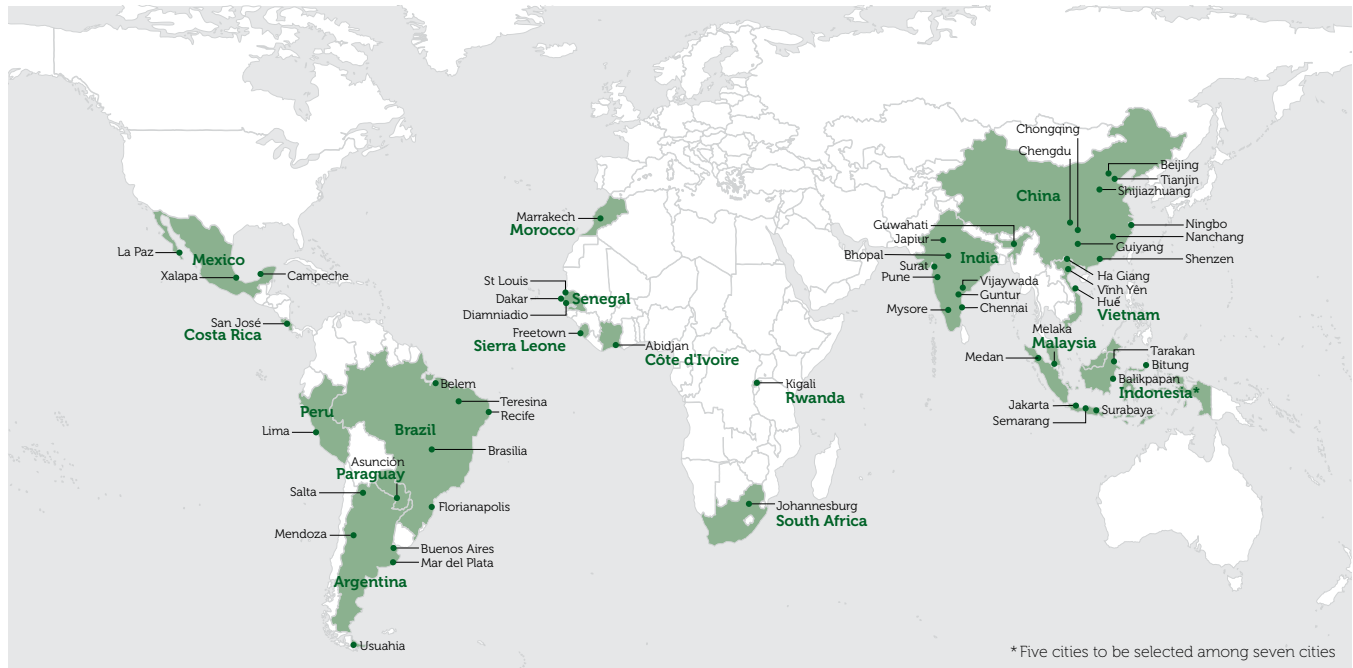 La Paz
Mexico
Xalapa
Campeche
San José
Costa Rica
Peru
Lima
Belem
Teresina
Recife
Brazil
Brasilia
Asunción
Paraguay
Salta
Florianapolis
Mendoza
Buenos Aires
Mar del Plata
Argentina
Usuahia
Marrakech
Morocco
St Louis
Senegal
Dakar
Diamniadio
Freetown
Sierra Leone
Abidjan
Côte d'Ivoire
Kigali
Rwanda
Johannesburg
South Africa
Chongqing
Chengdu
Beijing
Tianjin
Shijiazhuang
China
Ningbo
Nanchang
Guiyang
Shenzen
Guwahati
Japiur
Bhopal
India
Surat
Pune
Vijaywada
Guntur
Mysore
Chennai
Ha Giang
Vĩnh Yên
Huế
Vietnam
Melaka
Malaysia
Medan
Tarakan
Bitung
Balikpapan
Indonesia*
Jakarta
Surabaya
Semarang
* Five cities to be selected among seven cities